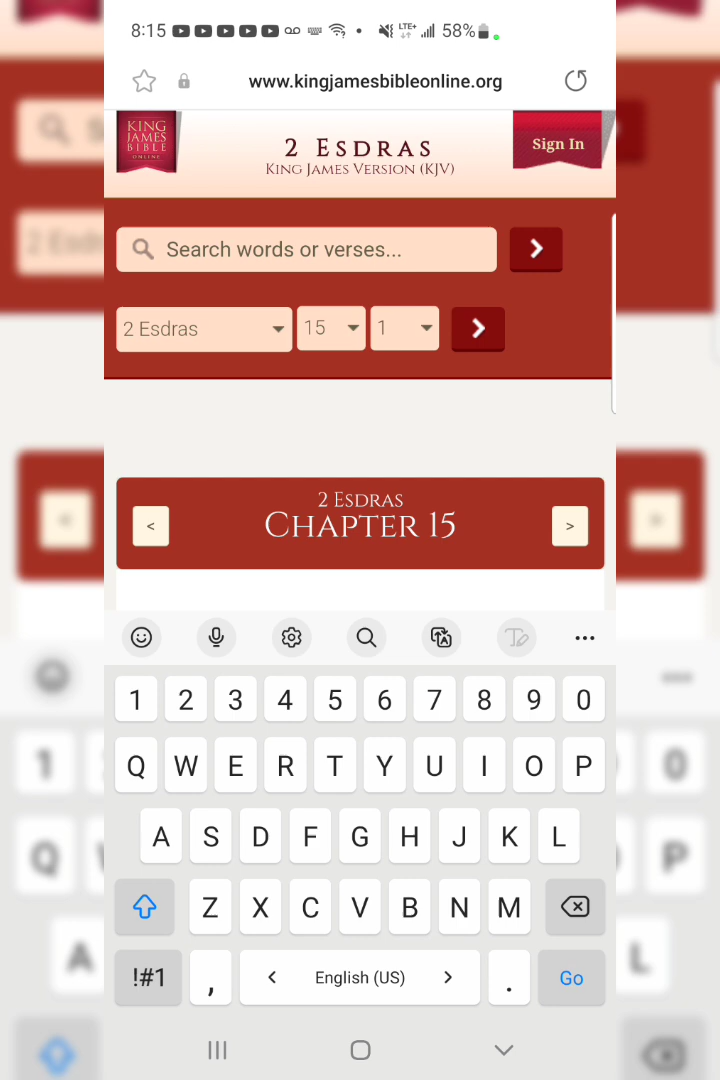 8:15 LTE+ 58%
www.kingjamesbibleonline.org
KING
JAMES
BIBLE
ONLINE
2 ESDRAS
KING JAMES VERSION (KJV)
Sign In
Search words or verses...
2 Esdras 15 1
2 ESDRAS
CHAPTER 15
< >
1 2 3 4 5 6 7 8 9 0
Q W E R T Y U I O P
A S D F G H J K L
Z X C V B N M
!#1 , < English (US) > . Go